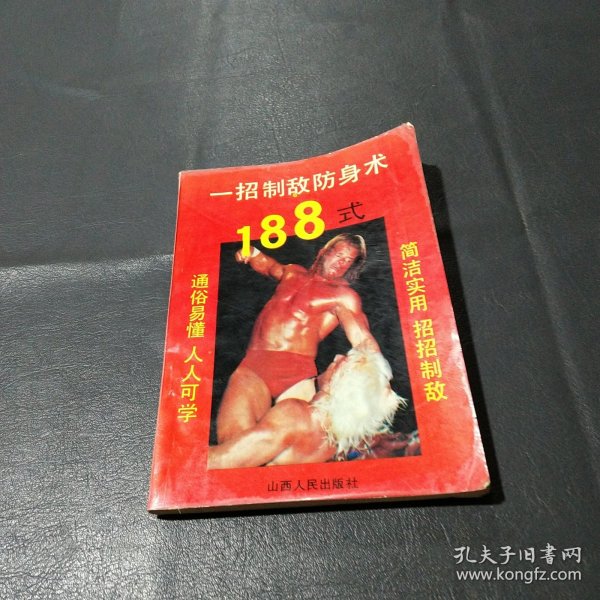 一招制敌防身术
188式
通俗易懂 人人可学
简洁实用 招招制敌
山西人民出版社
孔夫子旧书网
www.kongfz.com